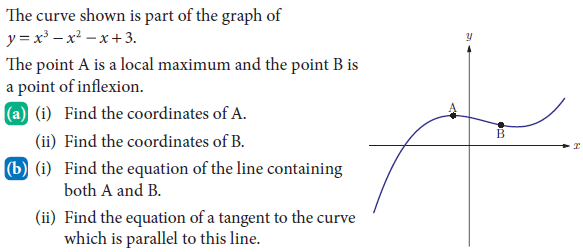 The curve shown is part of the graph of
y = x³ – x² – x + 3.
The point A is a local maximum and the point B is
a point of inflexion.
(a) (i) Find the coordinates of A.
(ii) Find the coordinates of B.
(b) (i) Find the equation of the line containing
both A and B.
(ii) Find the equation of a tangent to the curve
which is parallel to this line.
y
A
B
x